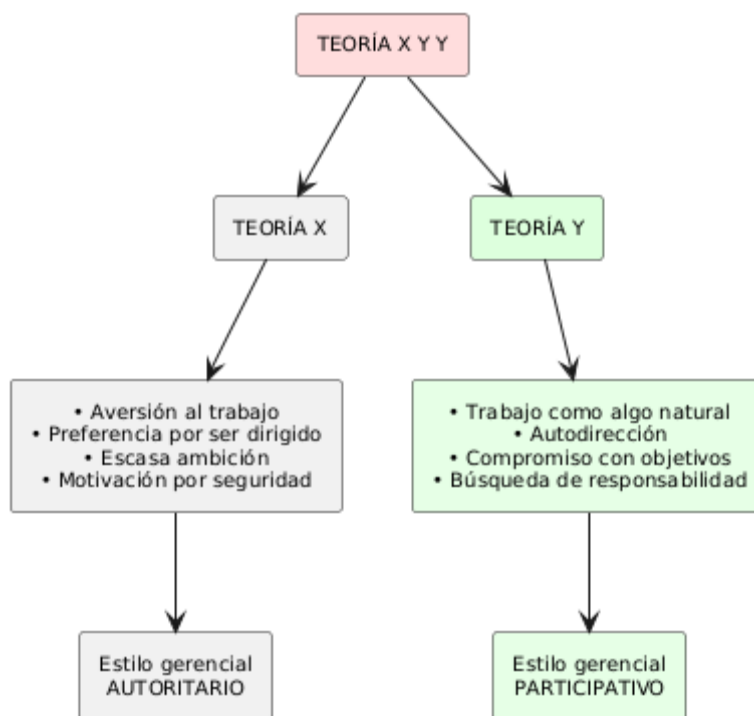 TEORÍA X Y Y
TEORÍA X
TEORÍA Y
• Aversión al trabajo
• Preferencia por ser dirigido
• Escasa ambición
• Motivación por seguridad
• Trabajo como algo natural
• Autodirección
• Compromiso con objetivos
• Búsqueda de responsabilidad
Estilo gerencial
AUTORITARIO
Estilo gerencial
PARTICIPATIVO